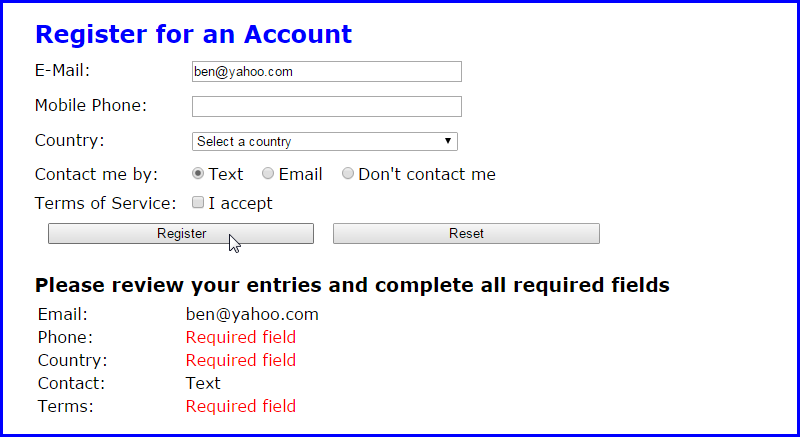 Register for an Account
E-Mail: ben@yahoo.com
Mobile Phone:
Country: Select a country
Contact me by: Text Email Don't contact me
Terms of Service: I accept
Register Reset
Please review your entries and complete all required fields
Email: ben@yahoo.com
Phone: Required field
Country: Required field
Contact: Text
Terms: Required field